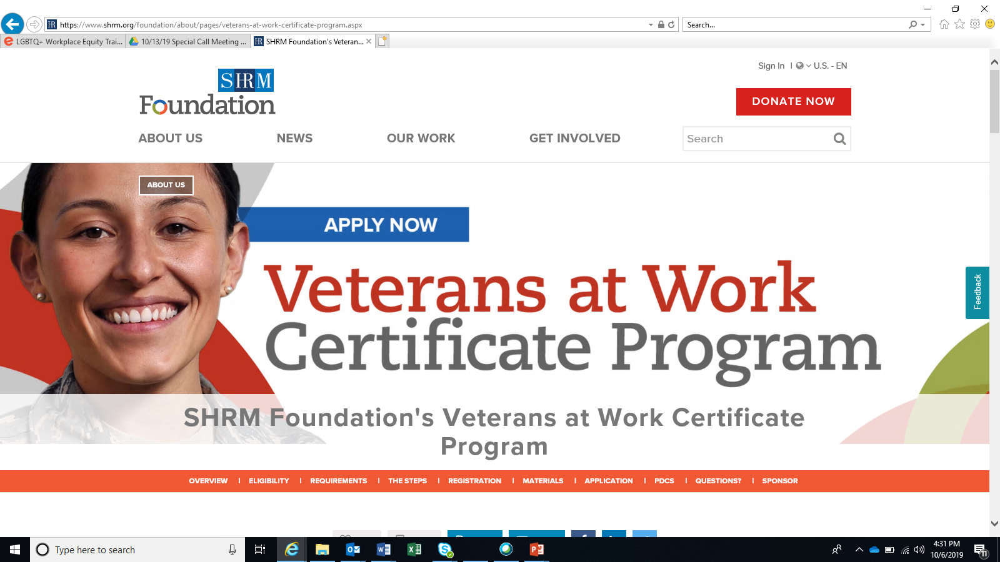 https://www.shrm.org/foundation/about/pages/veterans-at-work-certificate-program.aspx
Search...
LGBTQ+ Workplace Equity Trai...
10/13/19 Special Call Meeting ...
HR
SHRM Foundation's Veteran...
Sign In | U.S. - EN
SHRM
Foundation
DONATE NOW
ABOUT US
NEWS
OUR WORK
GET INVOLVED
Search
ABOUT US
APPLY NOW
Veterans at Work
Certificate Program
Feedback
SHRM Foundation's Veterans at Work Certificate
Program
OVERVIEW | ELIGIBILITY | REQUIREMENTS | THE STEPS | REGISTRATION | MATERIALS | APPLICATION | PDCS | QUESTIONS? | SPONSOR
Type here to search
4:31 PM
10/6/2019
11